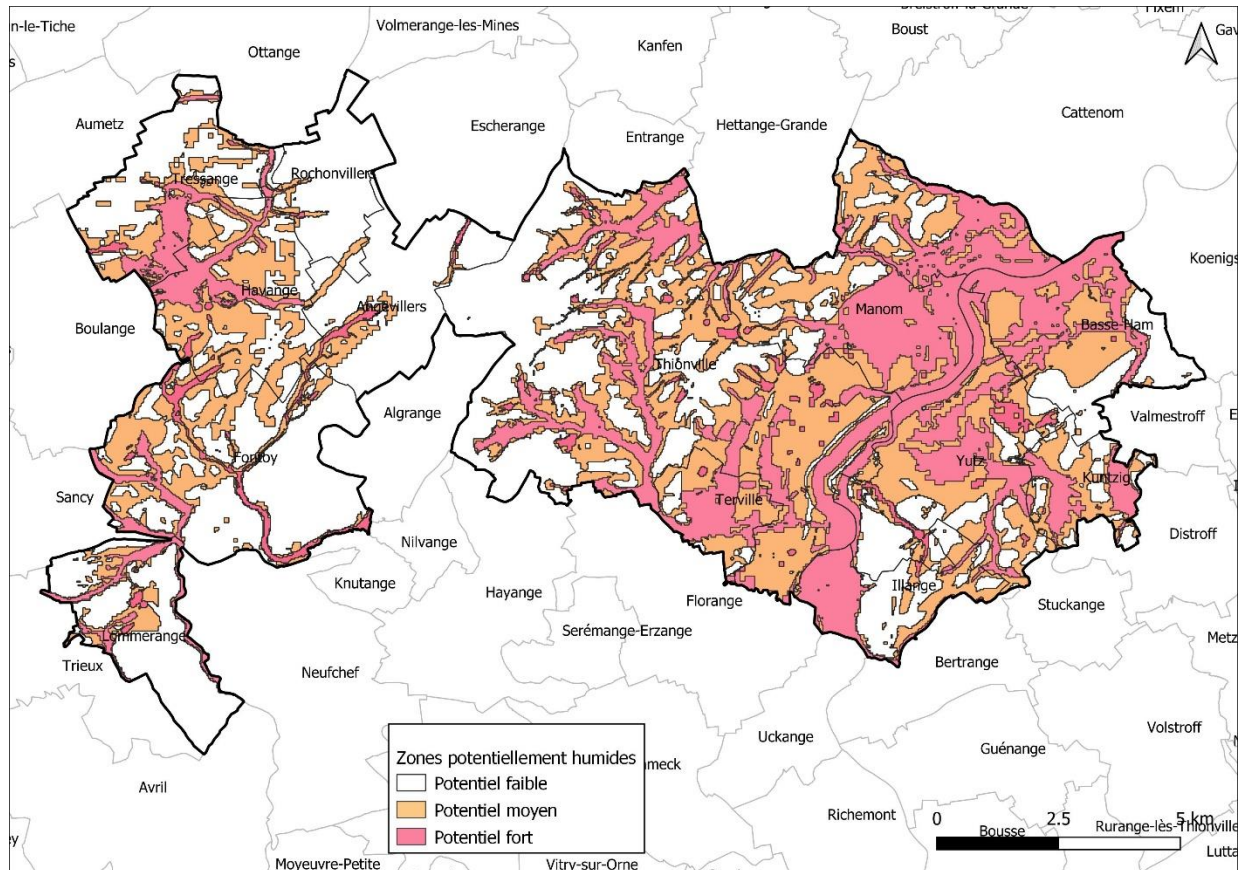 in-le-Tiche
Volmerange-les-Mines
Boust
Ottange
Kanfen
Cattenom
Aumetz
Escherange
Entrange
Hettange-Grande
Tressange
Rochonvillers
Koenigs
Havange
Angevillers
Manom
Basse-Ham
Boulange
Thionville
Algrange
Valmestroff
Fontoy
Yutz
Kuntzig
Sancy
Terville
Distroff
Nilvange
Knutange
Hayange
Florange
Illange
Stuckange
Serémange-Erzange
Lommerange
Trieux
Neufchef
Bertrange
Metz
Volstroff
Uckange
Guénange
Zones potentiellement humides
Potentiel faible
Potentiel moyen
Potentiel fort
meck
Avril
Richemont
0 2.5 5 km
Bousse
Rurange-lès-Thionville
Lutta
Moyeuvre-Petite
Vitry-sur-Orne